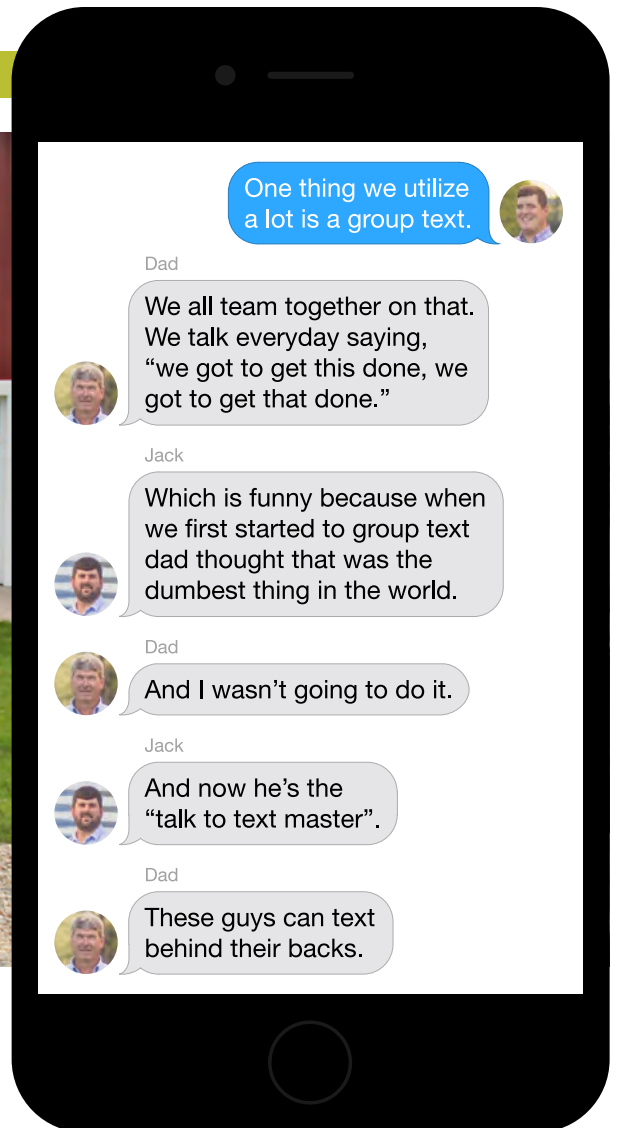 One thing we utilize
a lot is a group text.
Dad
We all team together on that.
We talk everyday saying,
“we got to get this done, we
got to get that done.”
Jack
Which is funny because when
we first started to group text
dad thought that was the
dumbest thing in the world.
Dad
And I wasn’t going to do it.
Jack
And now he’s the
“talk to text master”.
Dad
These guys can text
behind their backs.